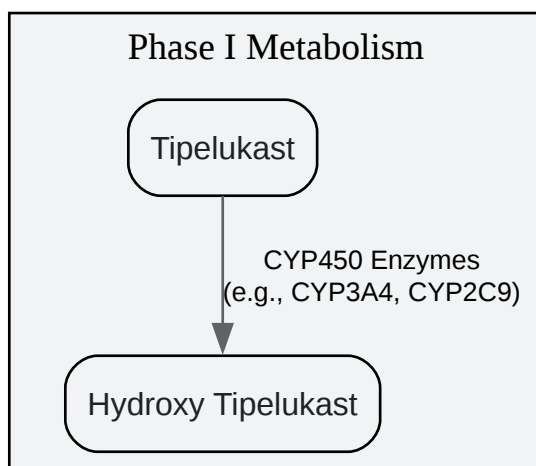 Phase I Metabolism
Tipelukast
CYP450 Enzymes
(e.g., CYP3A4, CYP2C9)
Hydroxy Tipelukast